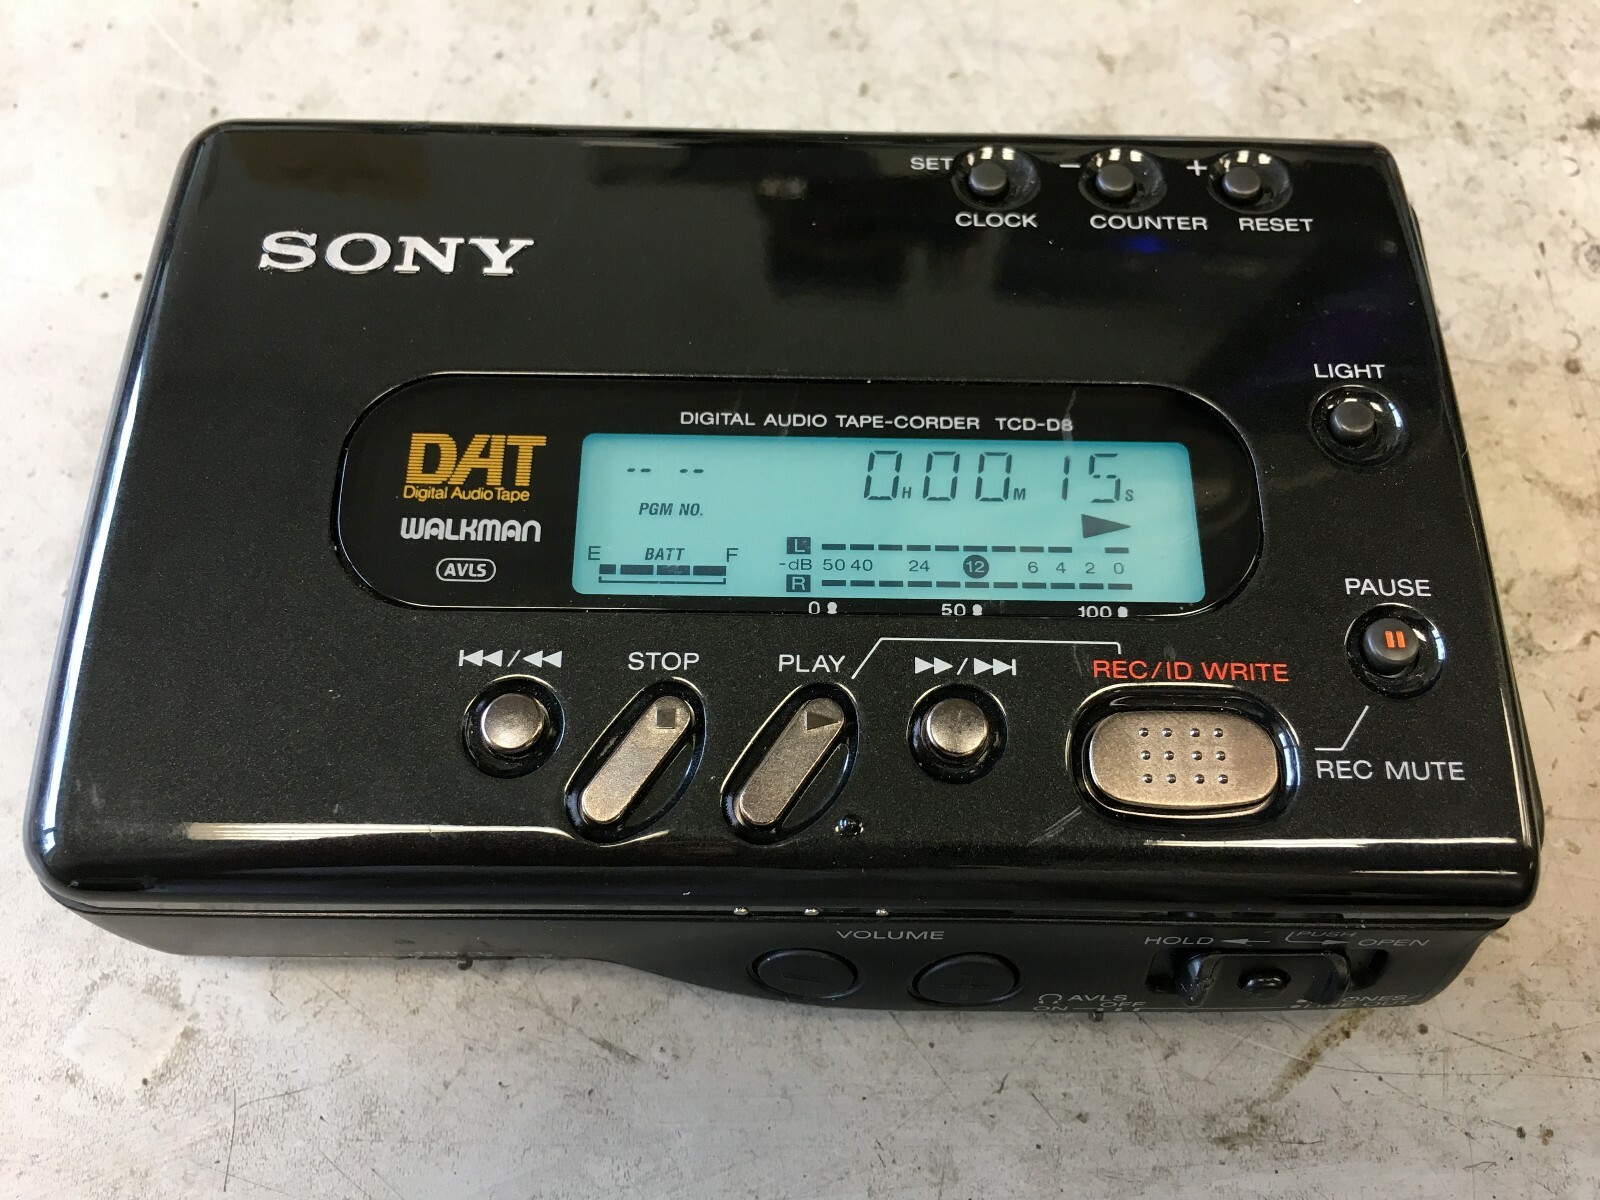 SET - +
CLOCK COUNTER RESET
SONY
LIGHT
DIGITAL AUDIO TAPE-CORDER TCD-D8
DAT
Digital Audio Tape
WALKMAN
AVLS
-- --
0H00M15S
PGM NO.
E BATT F
L
-dB 50 40 24 12 6 4 2 0
R
0 50 100
PAUSE
STOP PLAY REC/ID WRITE
REC MUTE
VOLUME
- +
HOLD PUSH OPEN
AVLS
ON OFF